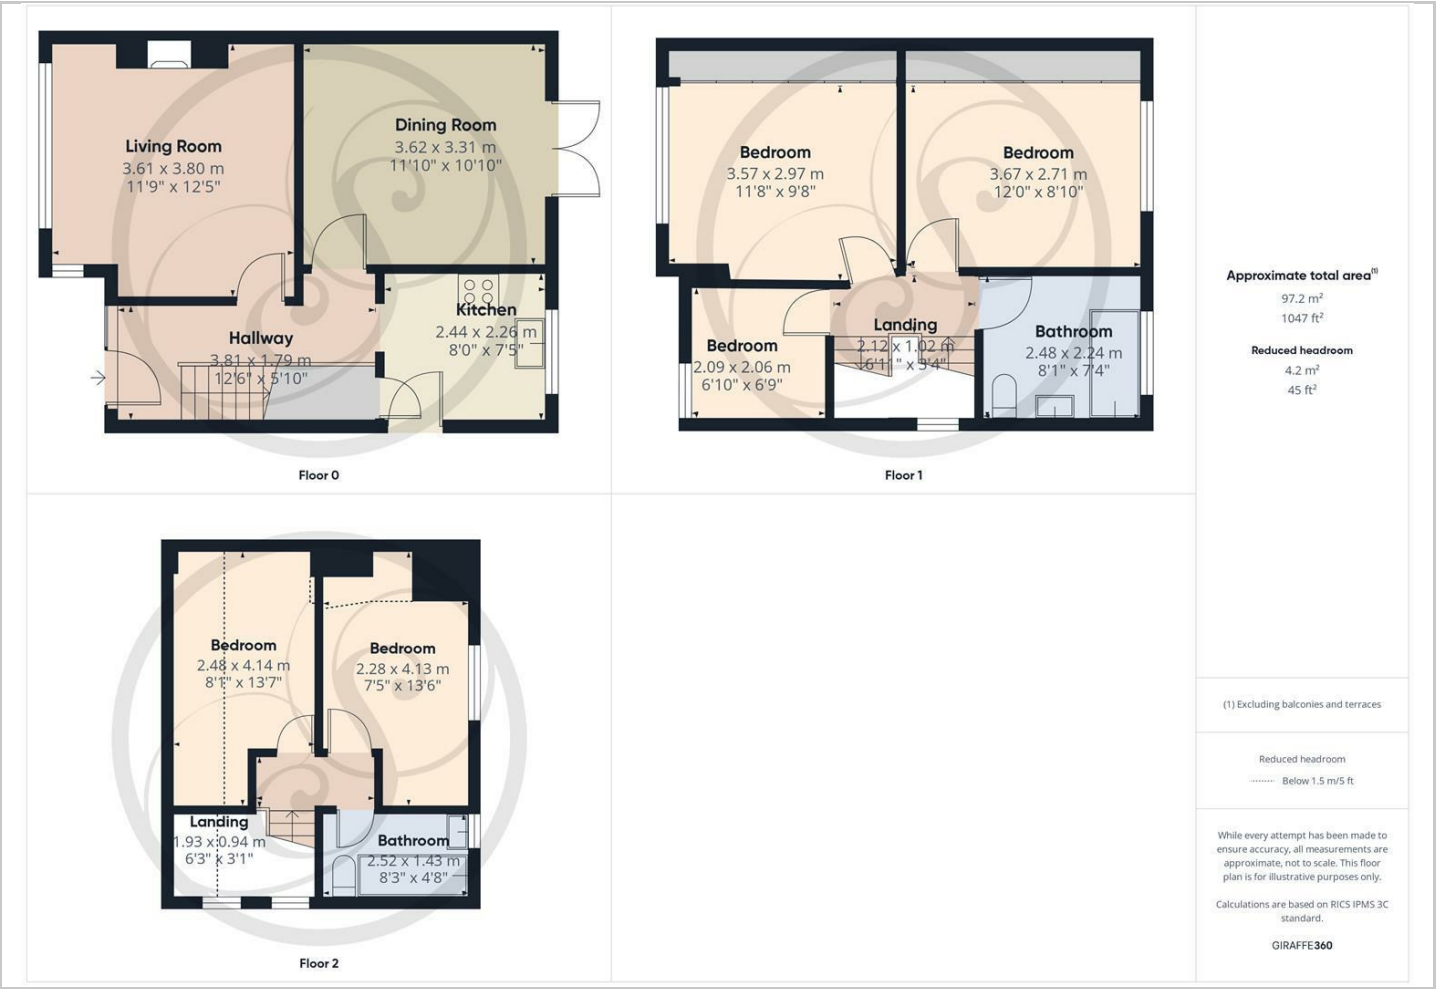 Living Room
3.61 x 3.80 m
11'9" x 12'5"
Dining Room
3.62 x 3.31 m
11'10" x 10'10"
Kitchen
2.44 x 2.26 m
8'0" x 7'5"
Hallway
3.81 x 1.79 m
12'6" x 5'10"
Floor 0
Bedroom
3.57 x 2.97 m
11'8" x 9'8"
Bedroom
3.67 x 2.71 m
12'0" x 8'10"
Bedroom
2.09 x 2.06 m
6'10" x 6'9"
Landing
2.12 x 1.02 m
6'11" x 3'4"
Bathroom
2.48 x 2.24 m
8'1" x 7'4"
Floor 1
Bedroom
2.48 x 4.14 m
8'1" x 13'7"
Bedroom
2.28 x 4.13 m
7'5" x 13'6"
Landing
1.93 x 0.94 m
6'3" x 3'1"
Bathroom
2.52 x 1.43 m
8'3" x 4'8"
Floor 2
Approximate total area(1)
97.2 m²
1047 ft²
Reduced headroom
4.2 m²
45 ft²
(1) Excluding balconies and terraces
Reduced headroom
Below 1.5 m/5 ft
While every attempt has been made to
ensure accuracy, all measurements are
approximate, not to scale. This floor
plan is for illustrative purposes only.
Calculations are based on RICS IPMS 3C
standard.
GIRAFFE360